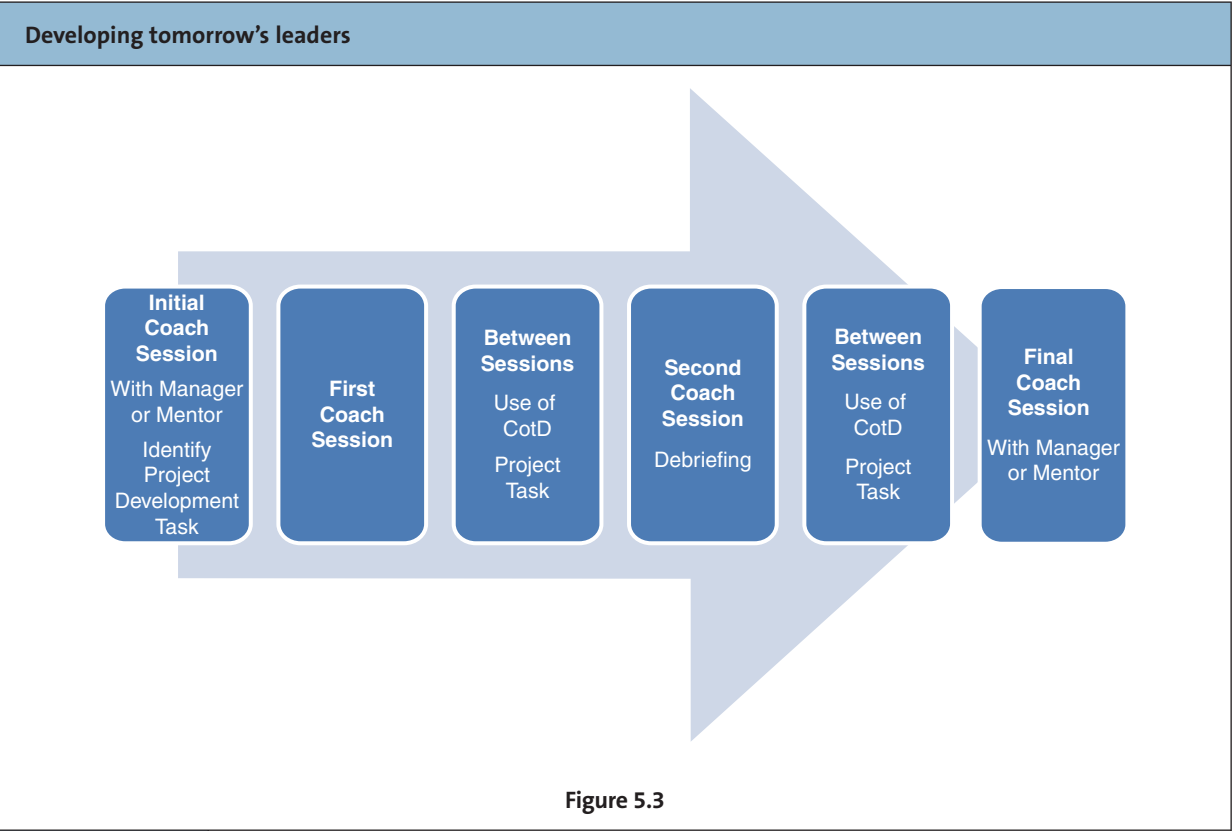 Developing tomorrow’s leaders
Initial
Coach
Session
With Manager
or Mentor
Identify
Project
Development
Task
First
Coach
Session
Between
Sessions
Use of
CotD
Project
Task
Second
Coach
Session
Debriefing
Between
Sessions
Use of
CotD
Project
Task
Final
Coach
Session
With Manager
or Mentor
Figure 5.3